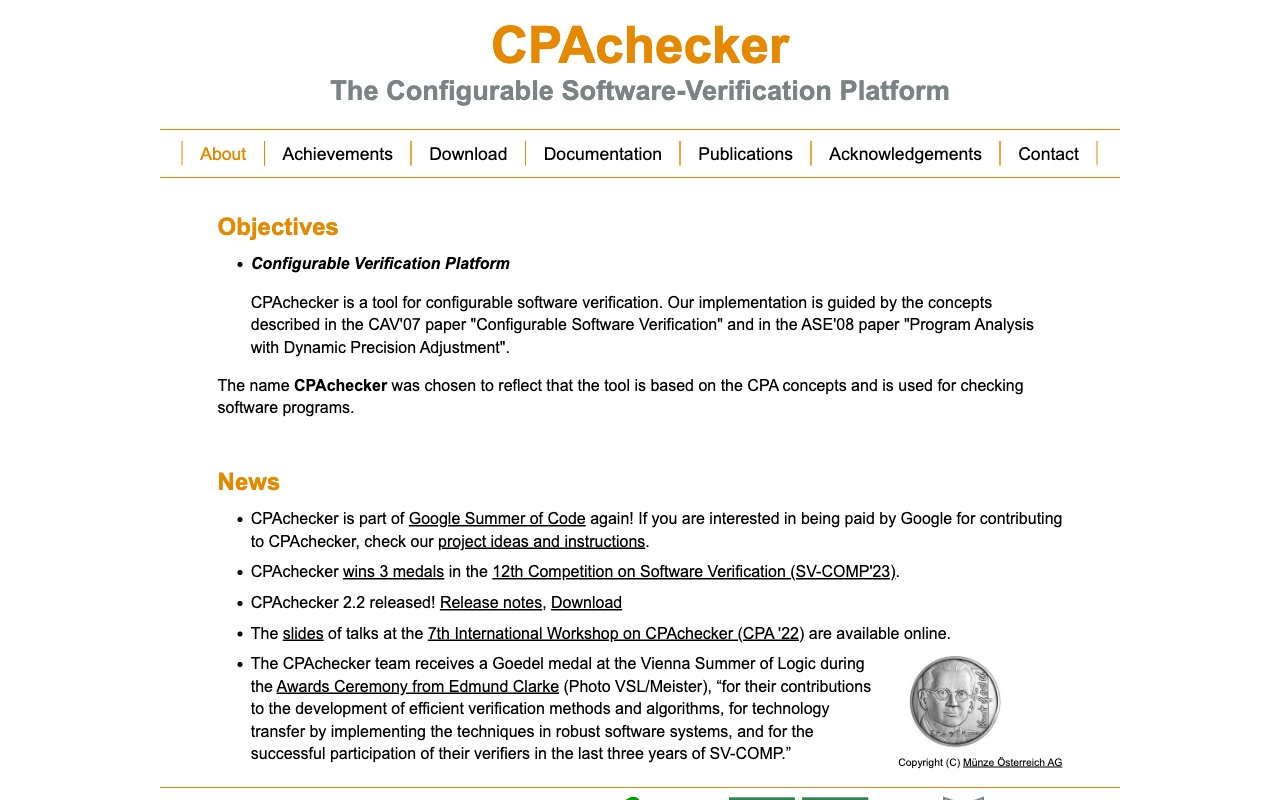 CPAchecker
The Configurable Software-Verification Platform
About
Achievements
Download
Documentation
Publications
Acknowledgements
Contact
Objectives
• Configurable Verification Platform
CPAchecker is a tool for configurable software verification. Our implementation is guided by the concepts
described in the CAV'07 paper "Configurable Software Verification" and in the ASE'08 paper "Program Analysis
with Dynamic Precision Adjustment".
The name CPAchecker was chosen to reflect that the tool is based on the CPA concepts and is used for checking
software programs.
News
• CPAchecker is part of Google Summer of Code again! If you are interested in being paid by Google for contributing
to CPAchecker, check our project ideas and instructions.
• CPAchecker wins 3 medals in the 12th Competition on Software Verification (SV-COMP'23).
• CPAchecker 2.2 released! Release notes, Download
• The slides of talks at the 7th International Workshop on CPAchecker (CPA '22) are available online.
• The CPAchecker team receives a Goedel medal at the Vienna Summer of Logic during
the Awards Ceremony from Edmund Clarke (Photo VSL/Meister), “for their contributions
to the development of efficient verification methods and algorithms, for technology
transfer by implementing the techniques in robust software systems, and for the
successful participation of their verifiers in the last three years of SV-COMP.”
Copyright (C) Münze Österreich AG